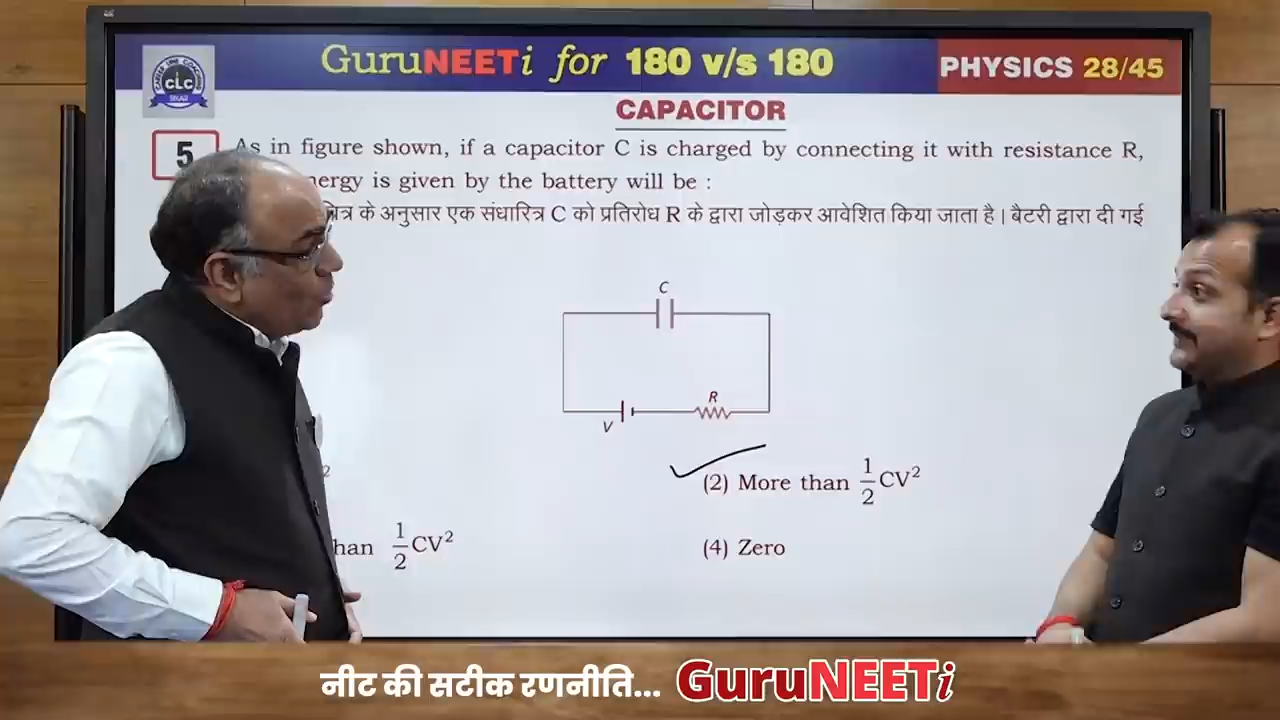 GuruNEETi for 180 v/s 180
PHYSICS 28/45
CLC
SIKAR
CAPACITOR
5
As in figure shown, if a capacitor C is charged by connecting it with resistance R,
is given by the battery will be :
के अनुसार एक संधारित्र C को प्रतिरोध R के द्वारा जोड़कर आवेशित किया जाता है। बैटरी द्वारा दी गई
C
R
V
(2) More than 1/2 CV²
1/2 CV²
(4) Zero
नीट की सटीक रणनीति... GuruNEETi